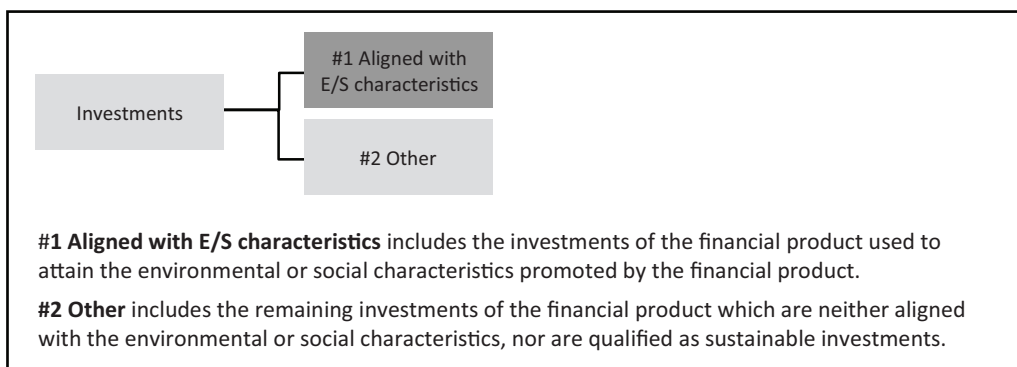 #1 Aligned with
E/S characteristics
Investments
#2 Other
#1 Aligned with E/S characteristics includes the investments of the financial product used to
attain the environmental or social characteristics promoted by the financial product.
#2 Other includes the remaining investments of the financial product which are neither aligned
with the environmental or social characteristics, nor are qualified as sustainable investments.